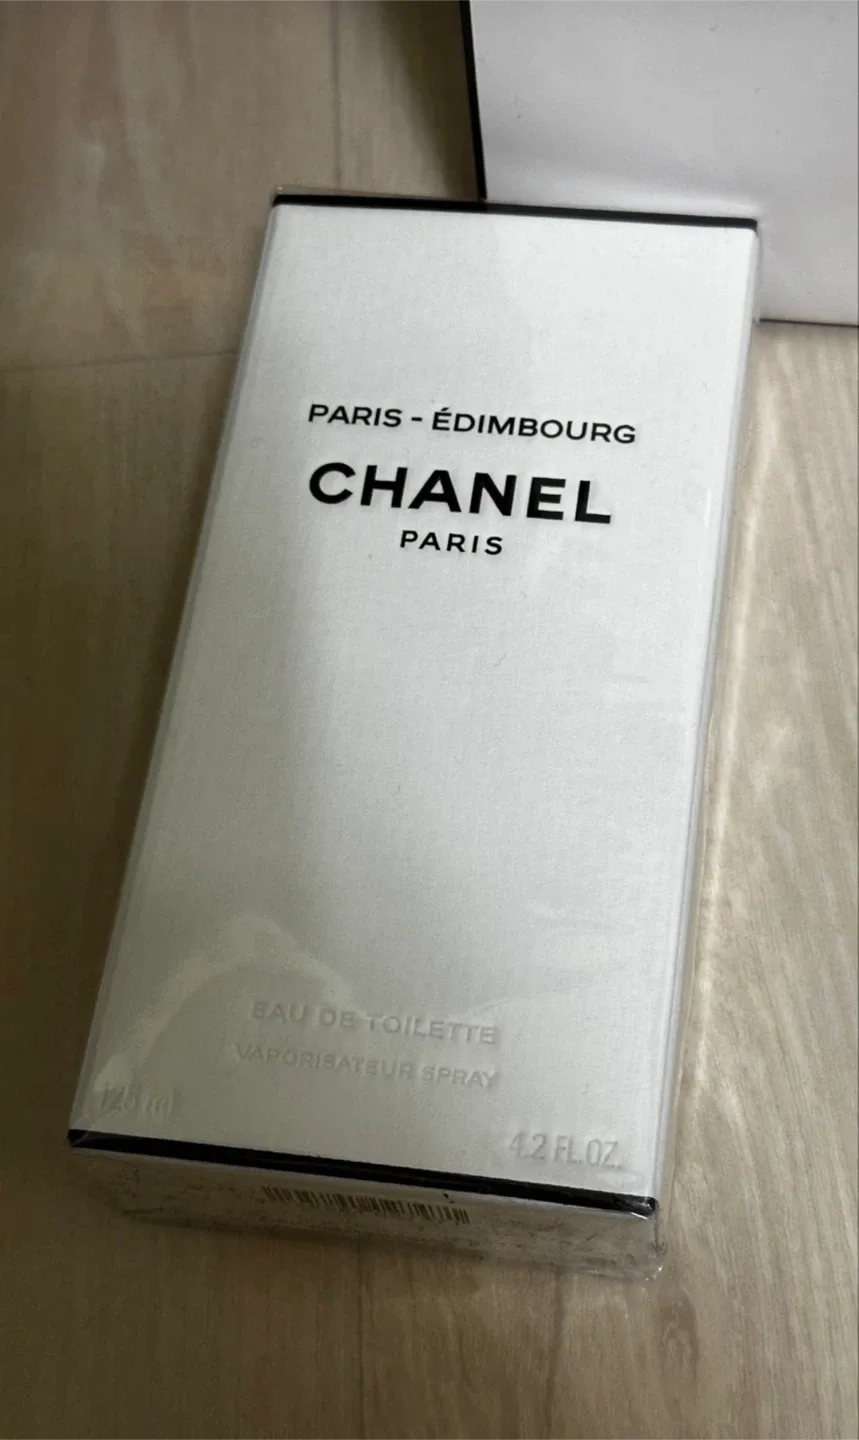 PARIS - ÉDIMBOURG
CHANEL
PARIS
EAU DE TOILETTE
VAPORISATEUR SPRAY
125 ml
4.2 FL.OZ.